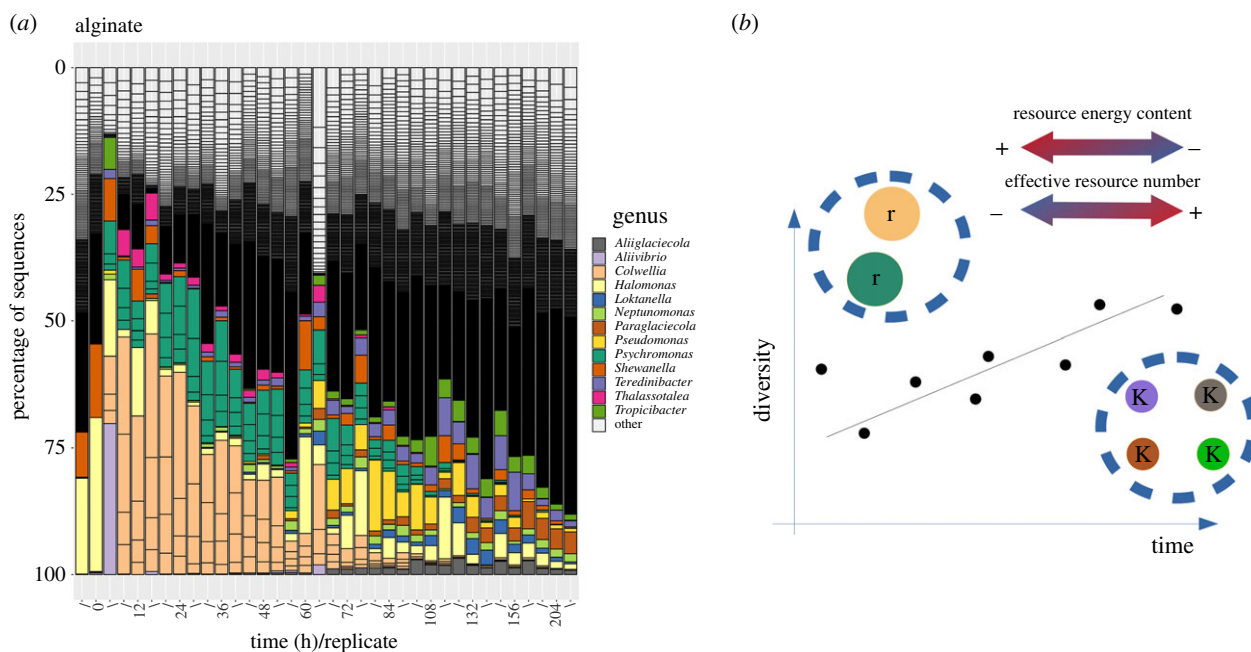 (a)
alginate
0
25
50
75
100
percentage of sequences
/ 0 \ / 12 \ / 24 \ / 36 \ / 48 \ / 60 \ / 72 \ / 84 \ / 108 \ / 132 \ / 156 \ / 204 \
time (h)/replicate
genus
Aliiglaciecola
Aliivibrio
Colwellia
Halomonas
Loktanella
Neptunomonas
Paraglaciecola
Pseudomonas
Psychromonas
Shewanella
Teredinibacter
Thalassotalea
Tropicibacter
other
(b)
resource energy content
+ –
effective resource number
– +
r
r
K K
K K
diversity
time